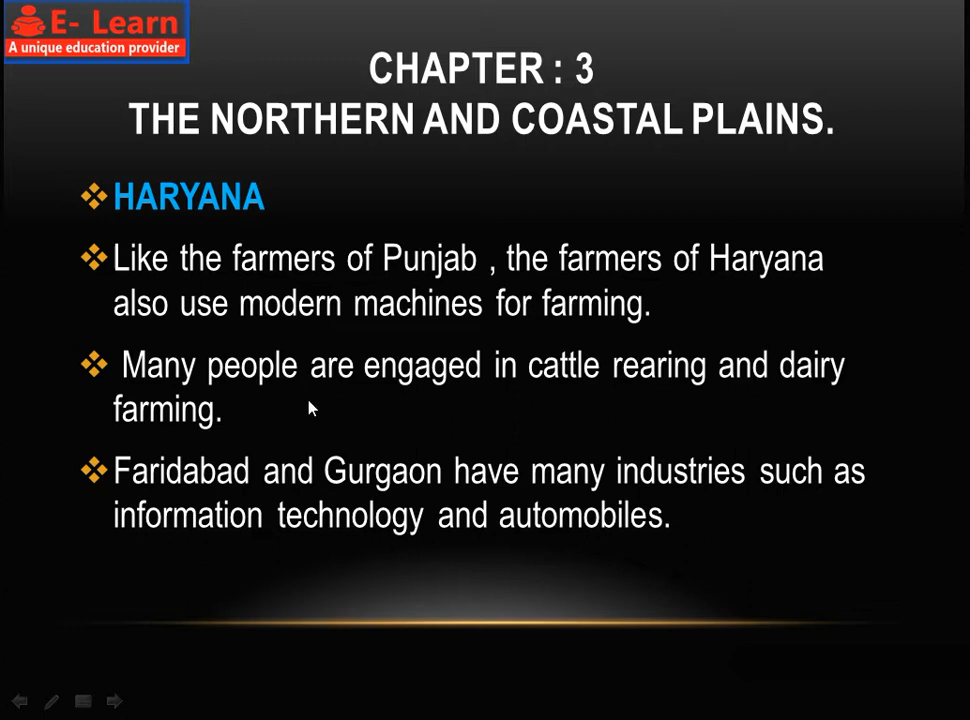 E- Learn
A unique education provider
CHAPTER : 3
THE NORTHERN AND COASTAL PLAINS.
HARYANA
Like the farmers of Punjab , the farmers of Haryana
also use modern machines for farming.
Many people are engaged in cattle rearing and dairy
farming.
Faridabad and Gurgaon have many industries such as
information technology and automobiles.